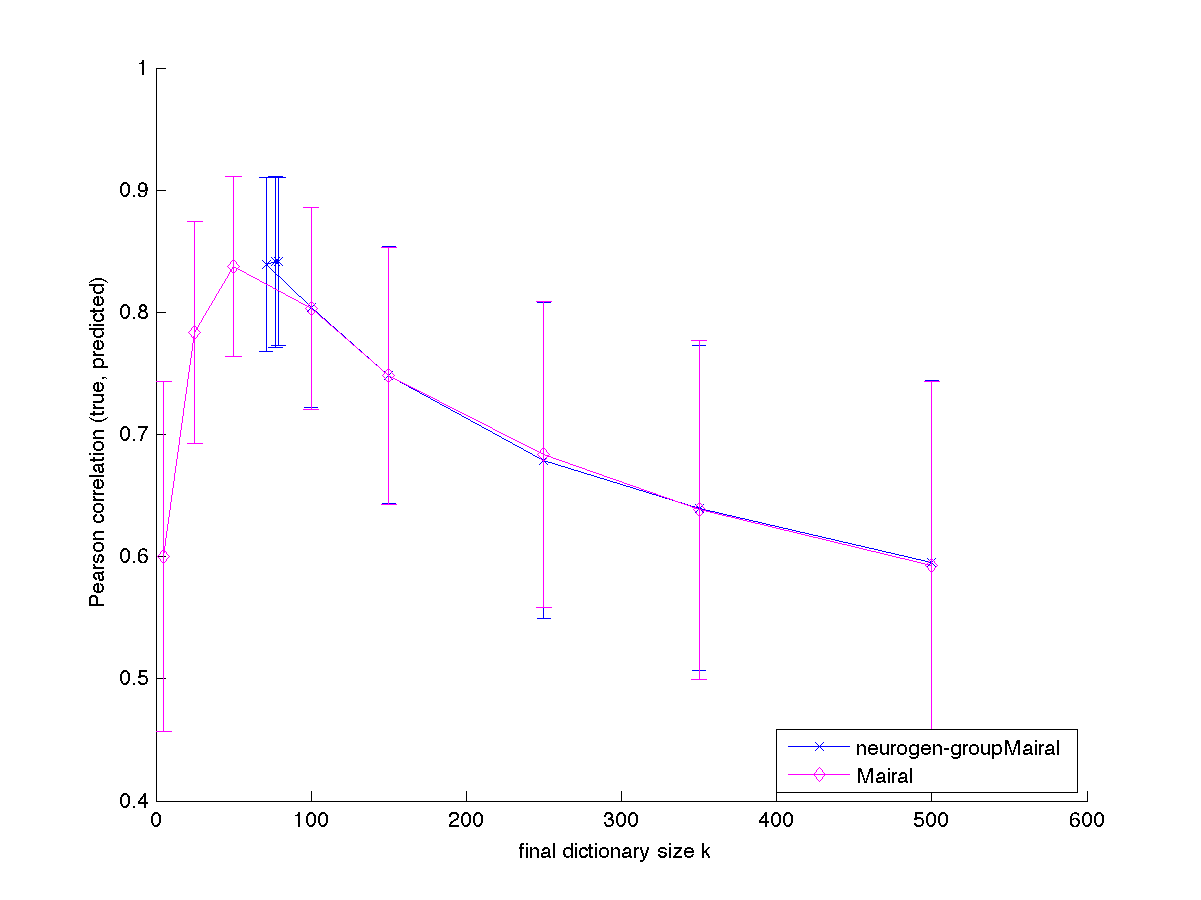 1
0.9
0.8
0.7
0.6
0.5
0.4
Pearson correlation (true, predicted)
neurogen-groupMairal
Mairal
0 100 200 300 400 500 600
final dictionary size k